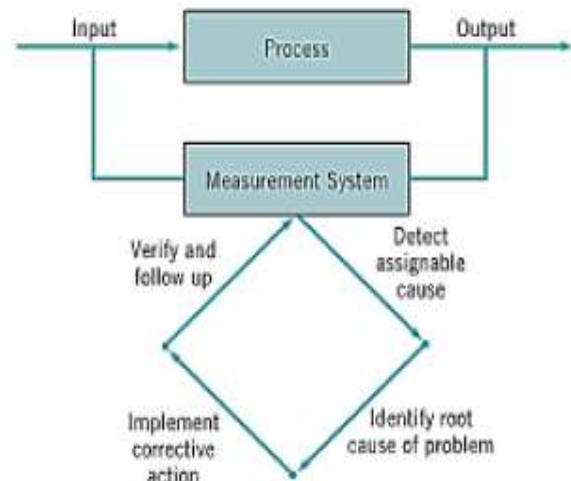 Input
Process
Output
Measurement System
Verify and
follow up
Detect
assignable
cause
Implement
corrective
action
Identify root
cause of problem